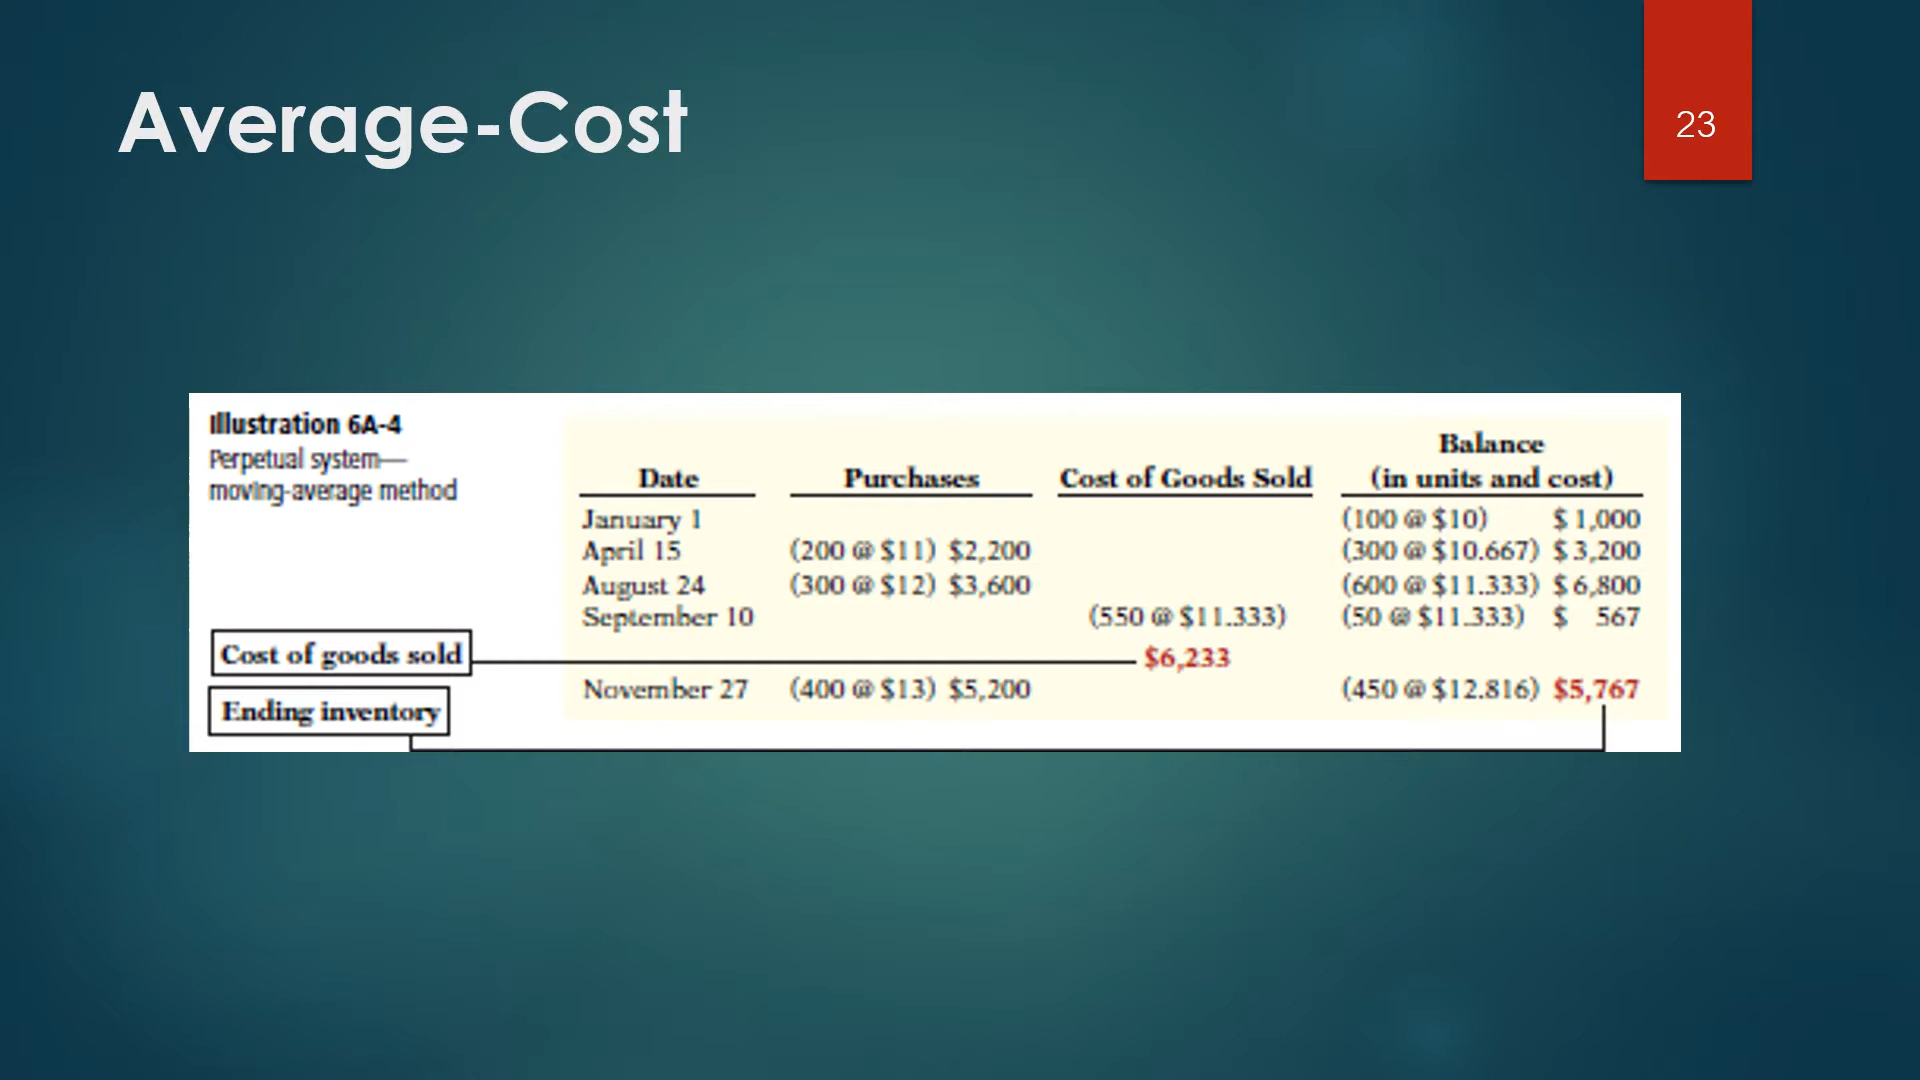 Average-Cost
23
Illustration 6A-4
Perpetual system—
moving-average method
Balance
Date Purchases Cost of Goods Sold (in units and cost)
January 1 (100 @ $10) $ 1,000
April 15 (200 @ $11) $2,200 (300 @ $10.667) $ 3,200
August 24 (300 @ $12) $3,600 (600 @ $11.333) $ 6,800
September 10 (550 @ $11.333) (50 @ $11.333) $ 567
Cost of goods sold $6,233
November 27 (400 @ $13) $5,200 (450 @ $12.816) $5,767
Ending inventory